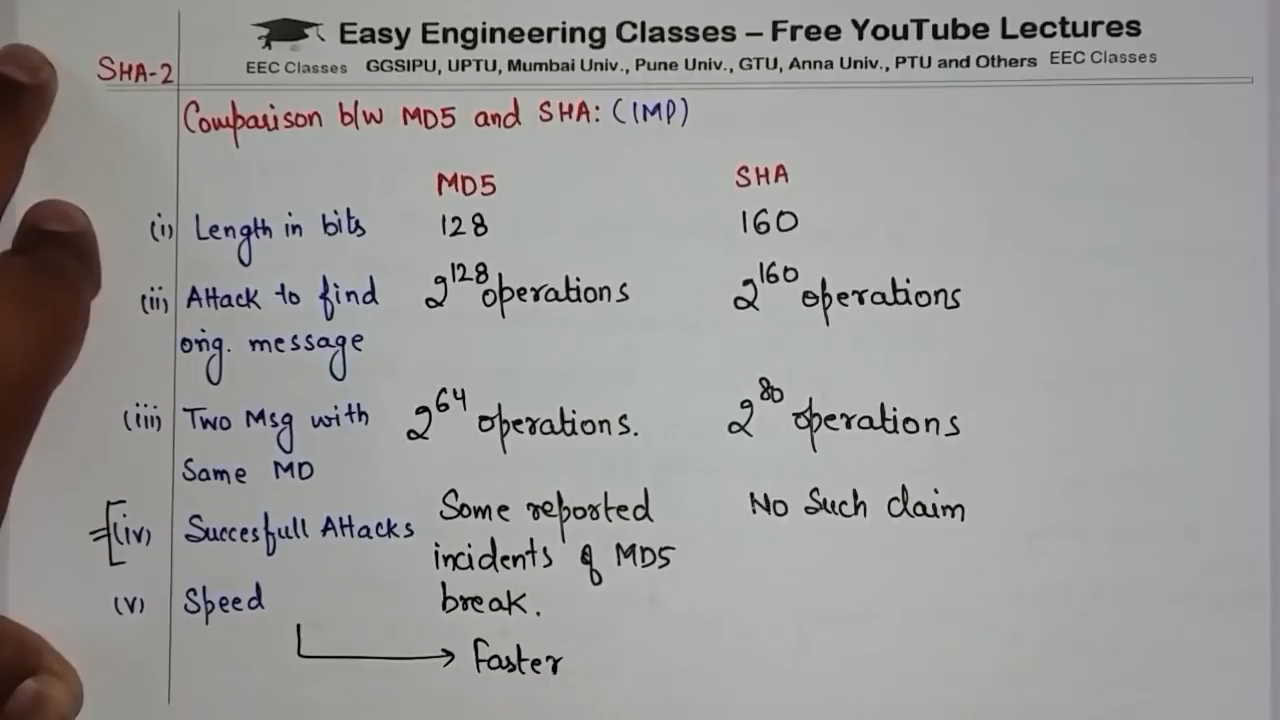 Easy Engineering Classes – Free YouTube Lectures
EEC Classes GGSIPU, UPTU, Mumbai Univ., Pune Univ., GTU, Anna Univ., PTU and Others EEC Classes
SHA-2
Comparison b/w MD5 and SHA: (IMP)
MD5 SHA
(i) Length in bits 128 160
(ii) Attack to find 2^128 operations 2^160 operations
orig. message
(iii) Two Msg with 2^64 operations. 2^80 operations
Same MD
(iv) Succesfull Attacks Some reported No Such claim
incidents of MD5
(v) Speed break.
Faster